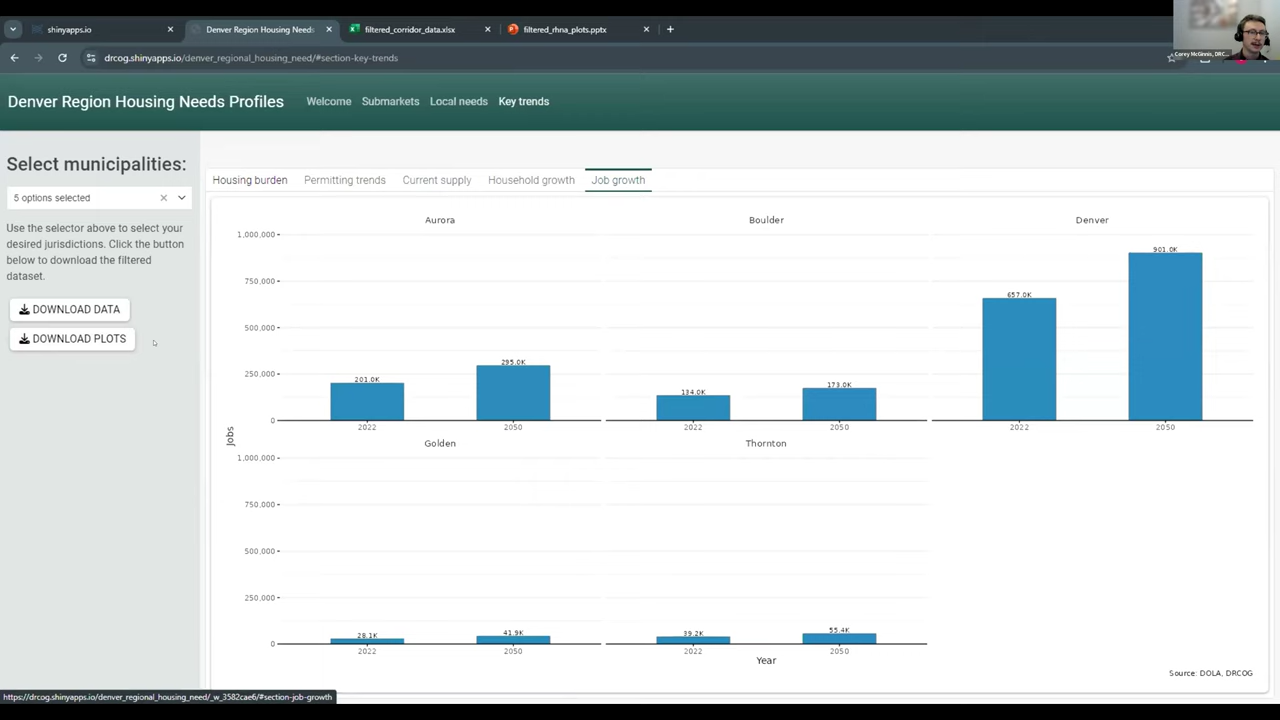 shinyapps.io
Denver Region Housing Needs
filtered_corridor_data.xlsx
filtered_rhna_plots.pptx
drcog.shinyapps.io/denver_regional_housing_need/#section-key-trends
Corey McGinnis, DRC...
Denver Region Housing Needs Profiles
Welcome
Submarkets
Local needs
Key trends
Select municipalities:
5 options selected
Use the selector above to select your
desired jurisdictions. Click the button
below to download the filtered
dataset.
DOWNLOAD DATA
DOWNLOAD PLOTS
Housing burden
Permitting trends
Current supply
Household growth
Job growth
Jobs
Aurora
1,000,000
750,000
500,000
250,000
0
201.0K
295.0K
2022
2050
Boulder
134.0K
173.0K
2022
2050
Denver
657.0K
901.0K
2022
2050
Golden
1,000,000
750,000
500,000
250,000
0
28.1K
41.9K
2022
2050
Thornton
39.2K
55.4K
2022
2050
Year
Source: DOLA, DRCOG
https://drcog.shinyapps.io/denver_regional_housing_need/_w_3582cae6/#section-job-growth